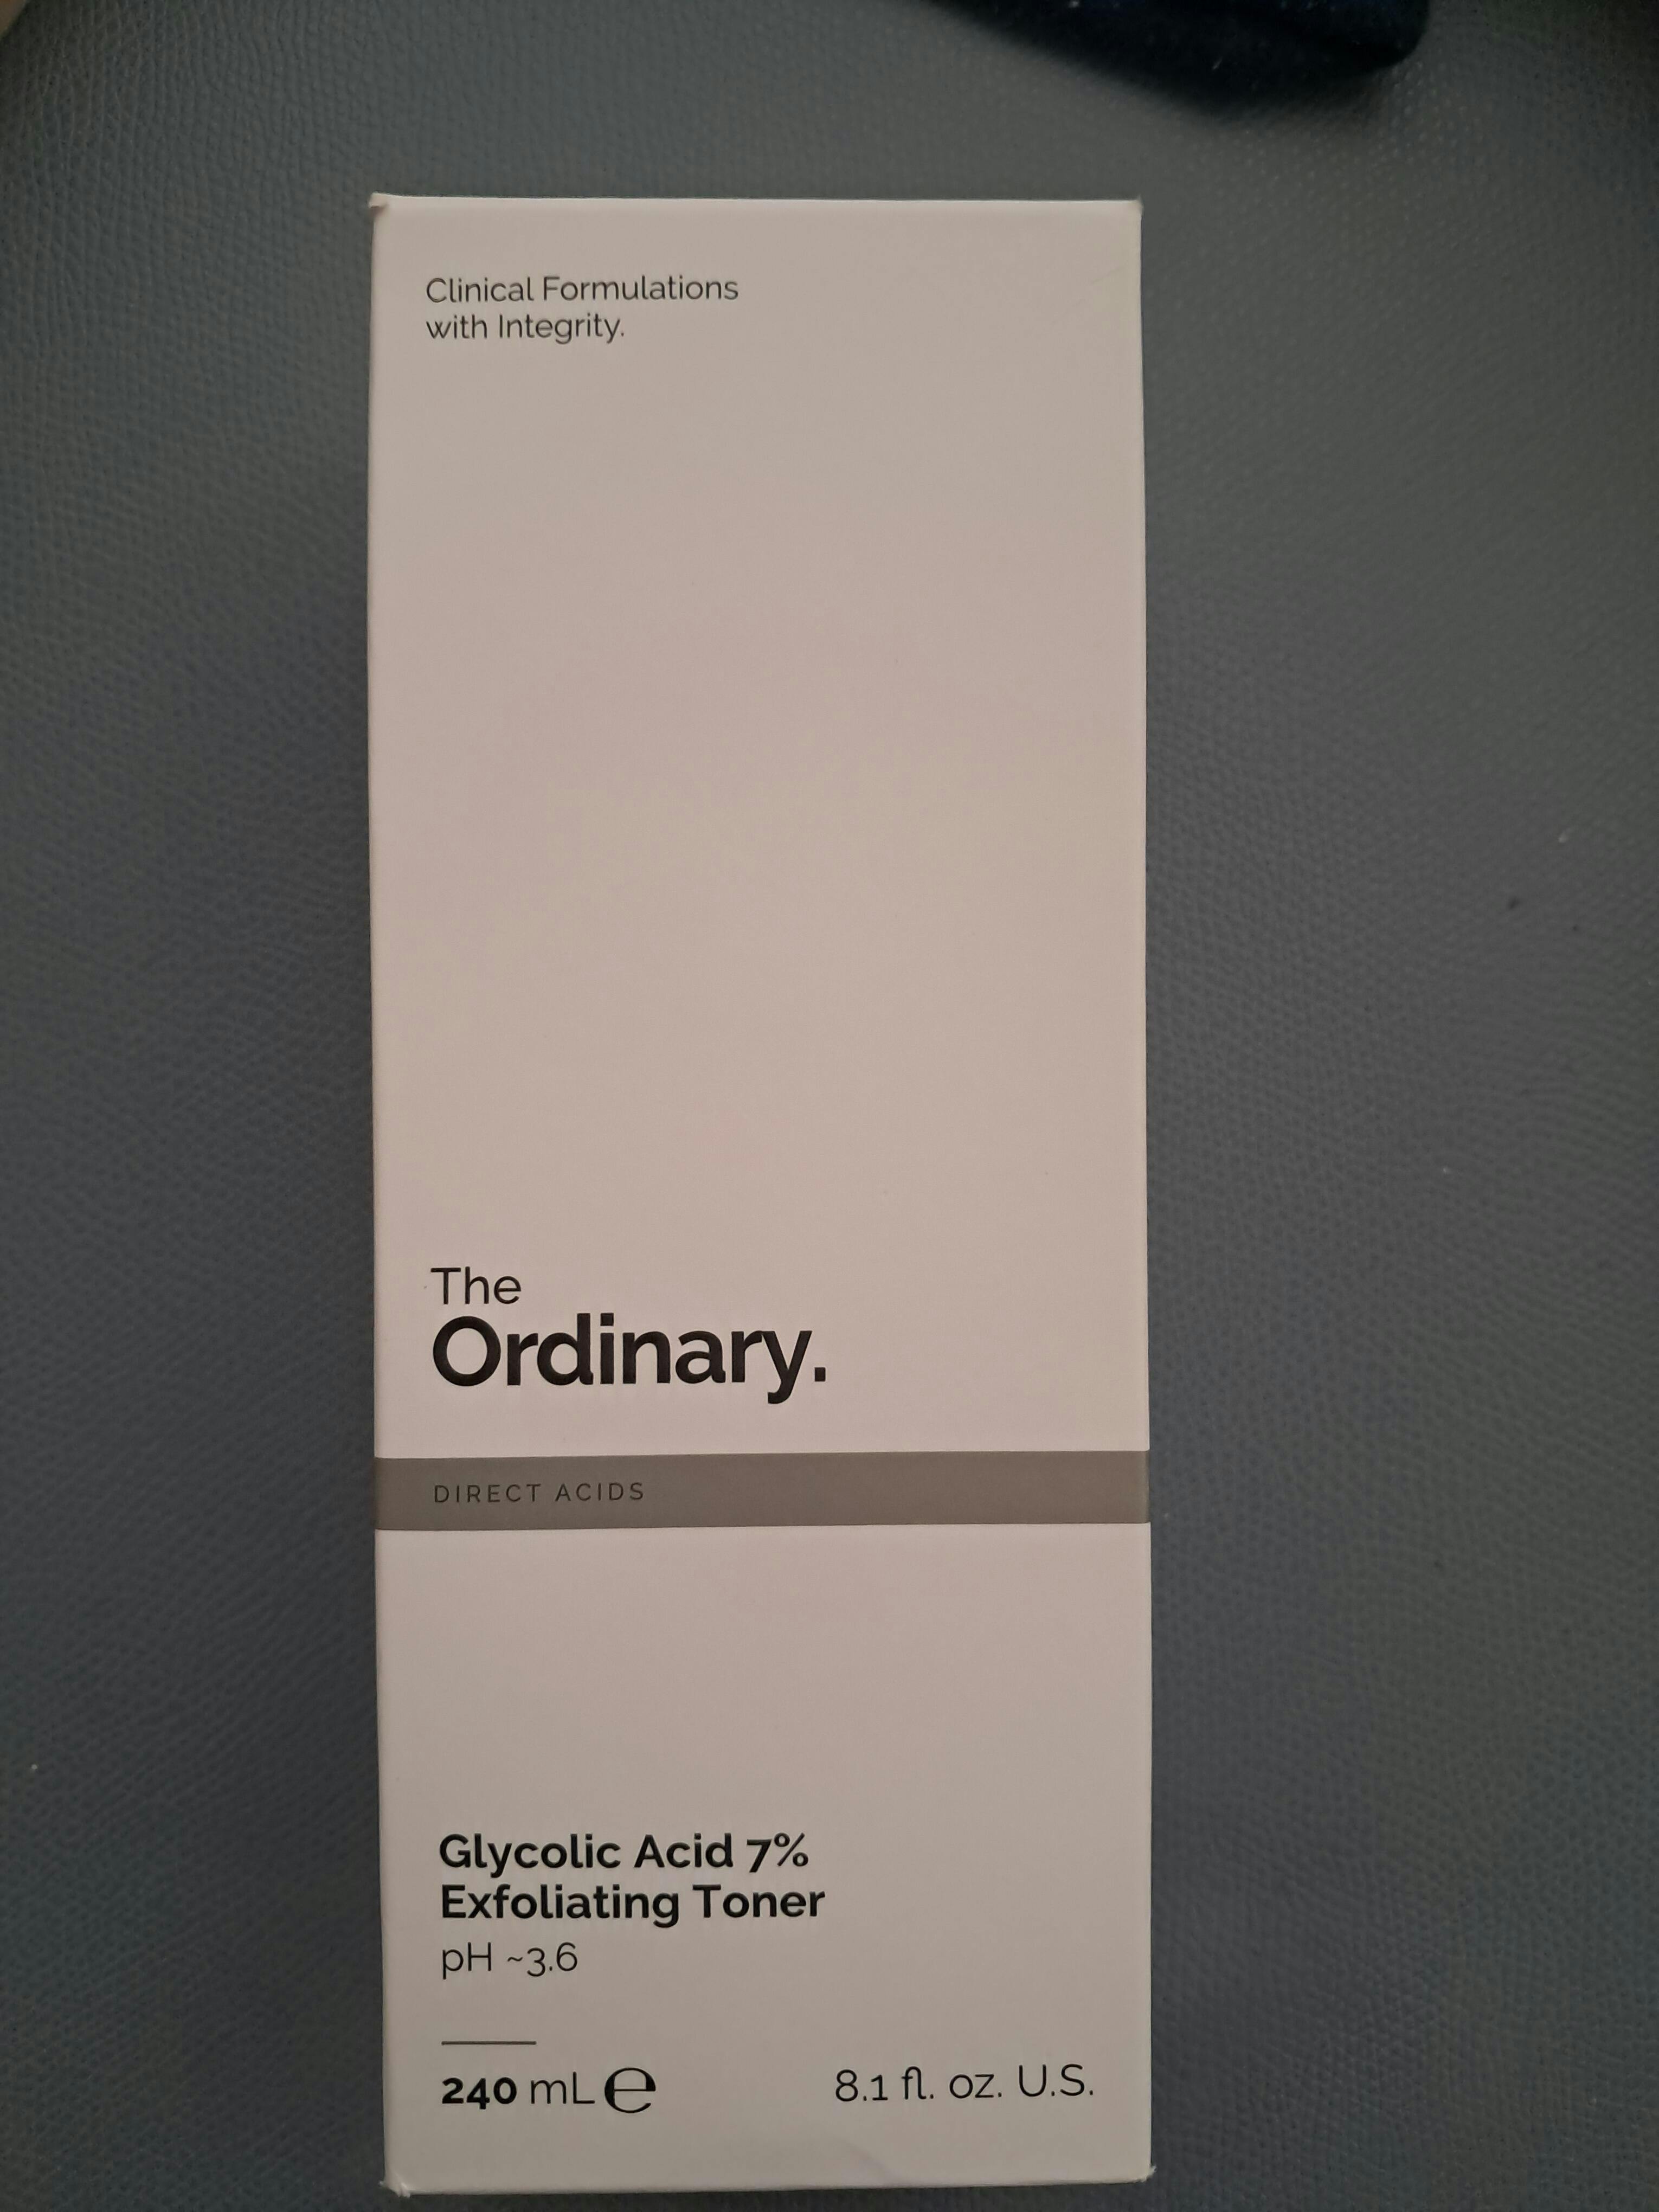 Clinical Formulations
with Integrity.
The
Ordinary.
DIRECT ACIDS
Glycolic Acid 7%
Exfoliating Toner
pH ~3.6
240 mL ℮ 8.1 fl. oz. U.S.